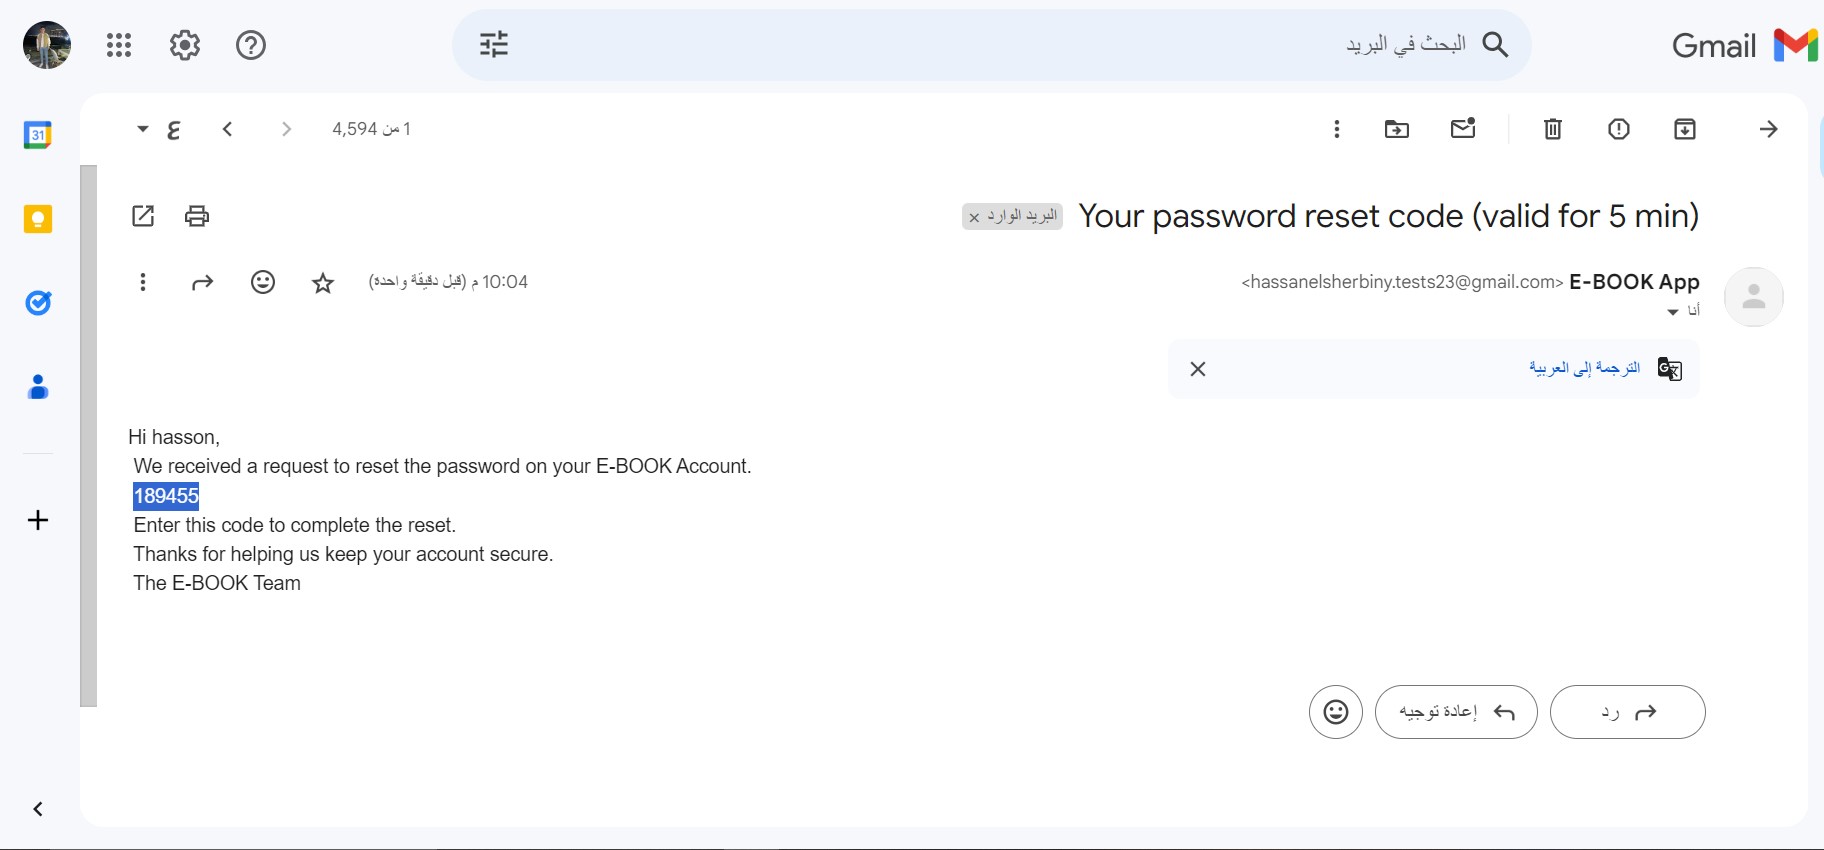 البحث في البريد
Gmail
31
ع
1 من 4,594
Your password reset code (valid for 5 min)
البريد الوارد ×
E-BOOK App <hassanelsherbiny.tests23@gmail.com>
10:04 م (قبل دقيقة واحدة)
أنا
الترجمة إلى العربية
Hi hasson,
We received a request to reset the password on your E-BOOK Account.
189455
Enter this code to complete the reset.
Thanks for helping us keep your account secure.
The E-BOOK Team
رد
إعادة توجيه